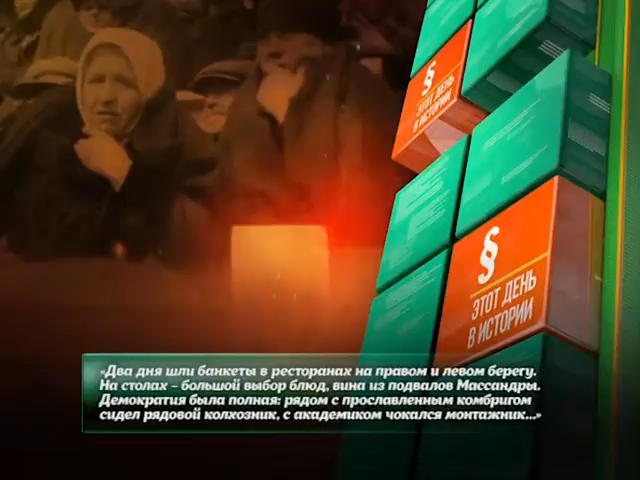 §
ЭТОТ ДЕНЬ
В ИСТОРИИ
§
ЭТОТ ДЕНЬ
В ИСТОРИИ
«Два дня шли банкеты в ресторанах на правом и левом берегу.
На столах – большой выбор блюд, вина из подвалов Массандры.
Демократия была полная: рядом с прославленным комбригом
сидел рядовой колхозник, с академиком чокался монтажник...»